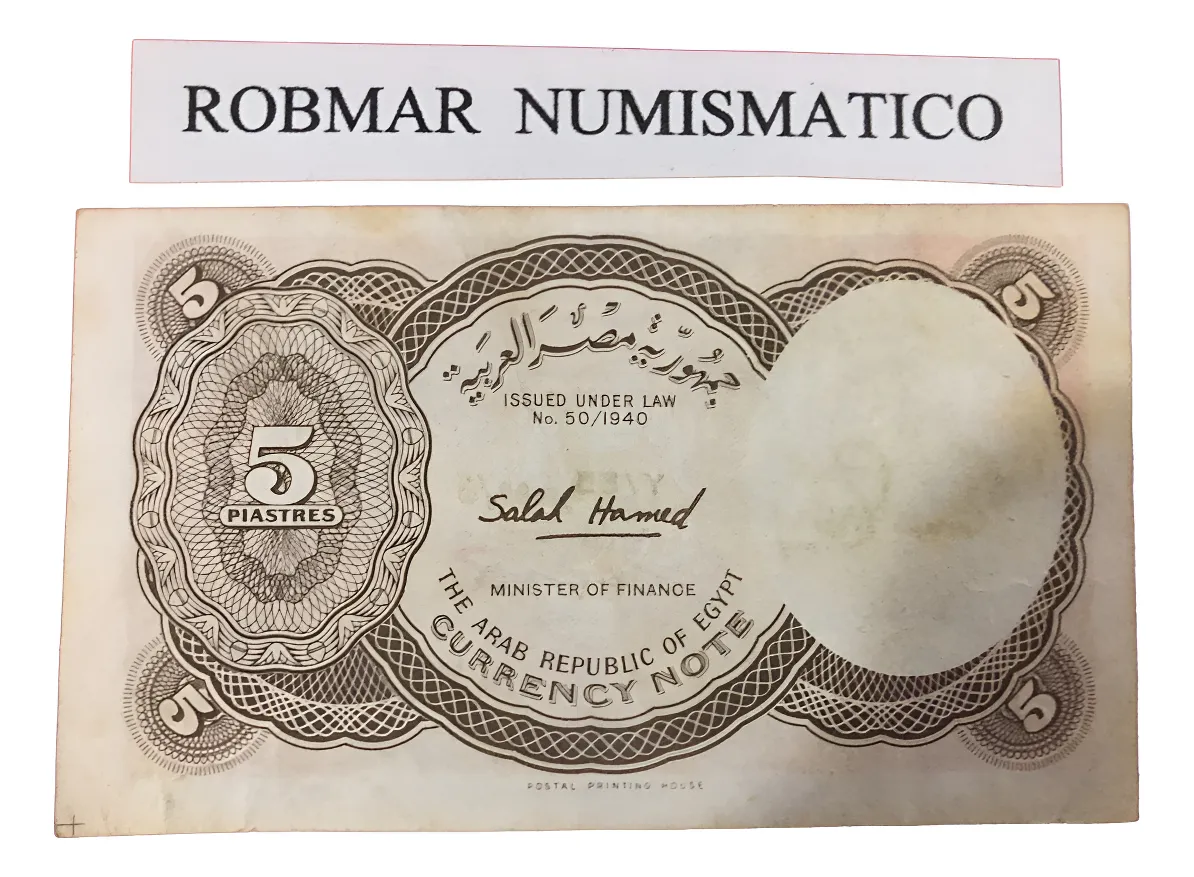 ROBMAR NUMISMATICO
5
5
جمهورية مصر العربية
ISSUED UNDER LAW
No. 50/1940
5
PIASTRES
Salah Hamed
MINISTER OF FINANCE
THE ARAB REPUBLIC OF EGYPT
CURRENCY NOTE
5
5
POSTAL PRINTING HOUSE